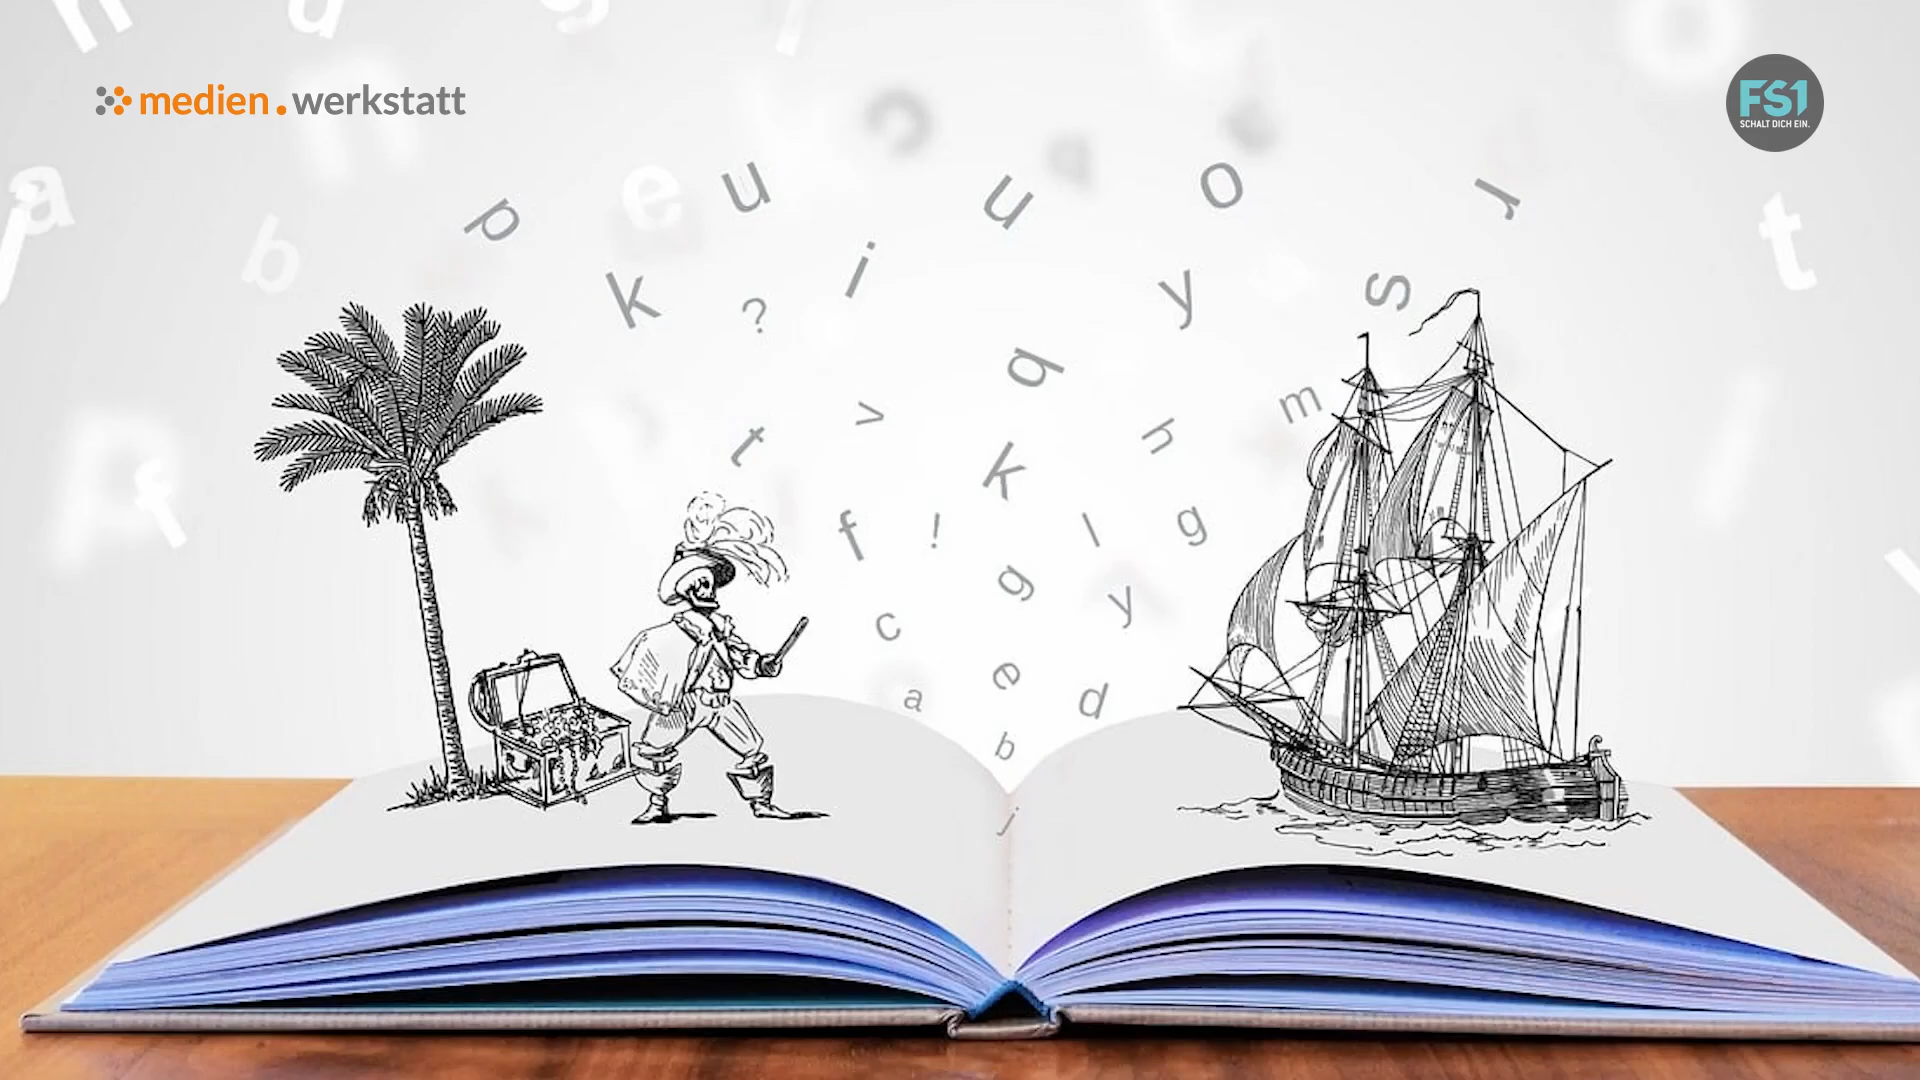 medien.werkstatt
FS1
SCHALT DICH EIN.
p
u
u
o
r
k
?
i
y
s
q
m
t
v
k
h
f
!
l
g
g
y
c
e
a
d
b
j